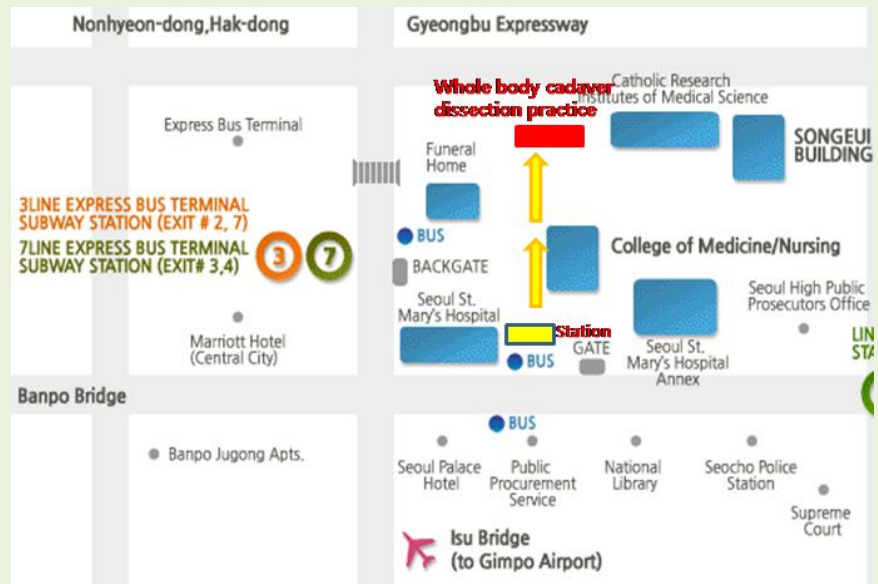 Nonhyeon-dong,Hak-dong
Gyeongbu Expressway
Whole body cadaver
dissection practice
Catholic Research
Institutes of Medical Science
Express Bus Terminal
Funeral
Home
SONGEUI
BUILDING
3LINE EXPRESS BUS TERMINAL
SUBWAY STATION (EXIT # 2, 7)
7LINE EXPRESS BUS TERMINAL
SUBWAY STATION (EXIT# 3,4)
3
7
BUS
BACKGATE
College of Medicine/Nursing
Seoul St.
Mary's Hospital
Seoul High Public
Prosecutors Office
Marriott Hotel
(Central City)
Station
BUS
GATE
Seoul St.
Mary's Hospital
Annex
LIN
STA
Banpo Bridge
BUS
Banpo Jugong Apts.
Seoul Palace
Hotel
Public
Procurement
Service
National
Library
Seocho Police
Station
Supreme
Court
Isu Bridge
(to Gimpo Airport)